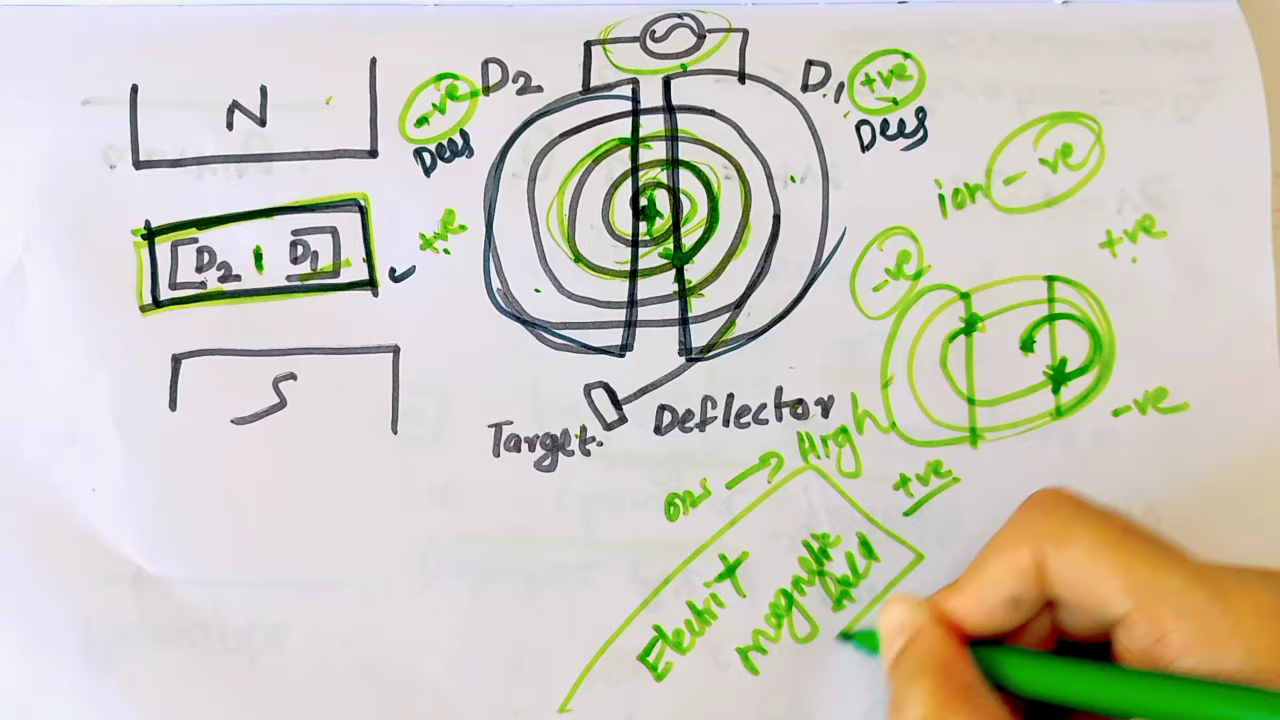 N
D2 D1
S
-ve
Dees
+ve
D2
D1
+ve
Dees
ion -ve
+ve
-ve
-ve
+ve
Target.
Deflector
High
Electric +
magnetic
field